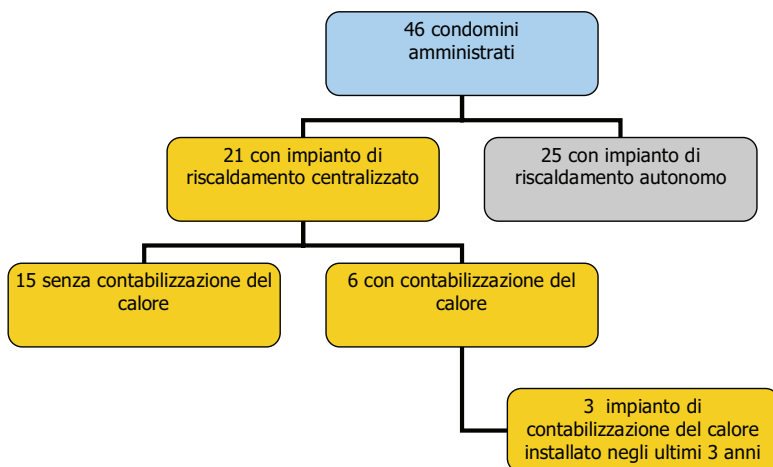 46 condomini
amministrati
21 con impianto di
riscaldamento centralizzato
25 con impianto di
riscaldamento autonomo
15 senza contabilizzazione del
calore
6 con contabilizzazione del
calore
3 impianto di
contabilizzazione del calore
installato negli ultimi 3 anni